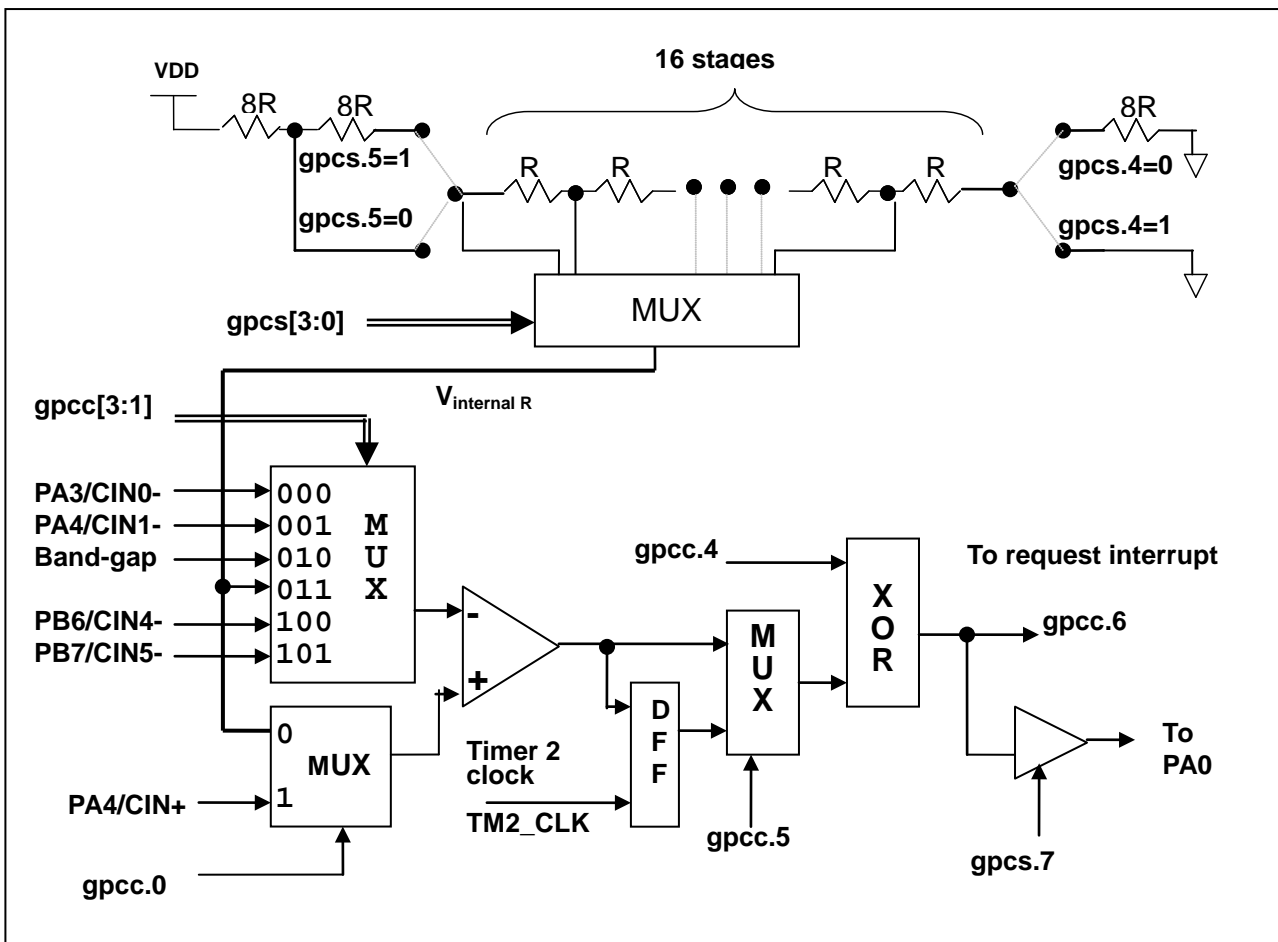 16 stages
VDD
8R
8R
8R
gpcs.5=1
gpcs.4=0
R
R
R
R
gpcs.5=0
gpcs.4=1
MUX
gpcs[3:0]
V internal R
gpcc[3:1]
PA3/CIN0-
000
PA4/CIN1-
001
Band-gap
010
011
PB6/CIN4-
100
PB7/CIN5-
101
M
U
X
-
+
gpcc.4
X
O
R
To request interrupt
gpcc.6
M
U
X
D
F
F
0
MUX
1
Timer 2
clock
TM2_CLK
To
PA0
PA4/CIN+
gpcc.5
gpcs.7
gpcc.0